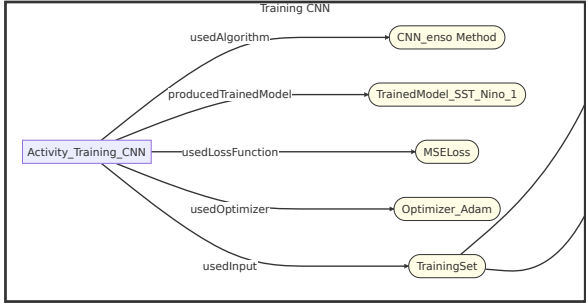 Training CNN
usedAlgorithm
CNN_enso Method
producedTrainedModel
TrainedModel_SST_Nino_1
Activity_Training_CNN
usedLossFunction
MSELoss
usedOptimizer
Optimizer_Adam
usedInput
TrainingSet